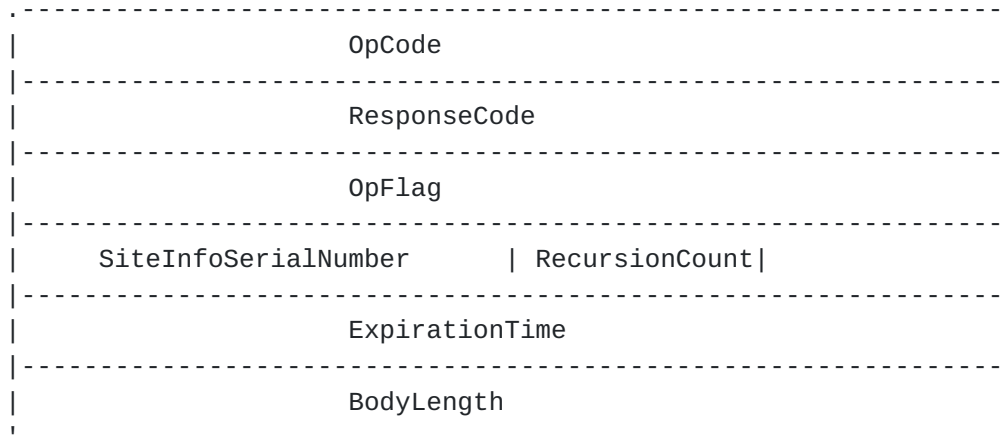 .---------------------------------------------------------------
| OpCode
|---------------------------------------------------------------
| ResponseCode
|---------------------------------------------------------------
| OpFlag
|---------------------------------------------------------------
| SiteInfoSerialNumber | RecursionCount|
|---------------------------------------------------------------
| ExpirationTime
|---------------------------------------------------------------
| BodyLength
'